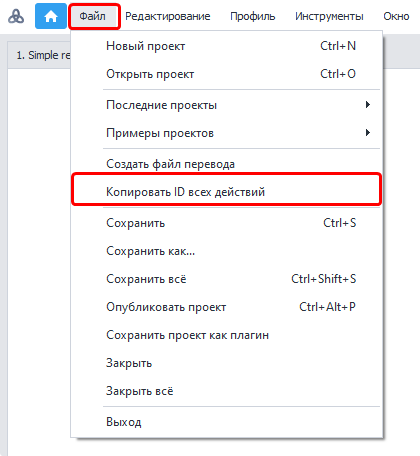 Файл Редактирование Профиль Инструменты Окно
1. Simple re
Новый проект Ctrl+N
Открыть проект Ctrl+O
Последние проекты
Примеры проектов
Создать файл перевода
Копировать ID всех действий
Сохранить Ctrl+S
Сохранить как...
Сохранить всё Ctrl+Shift+S
Опубликовать проект Ctrl+Alt+P
Сохранить проект как плагин
Закрыть
Закрыть всё
Выход